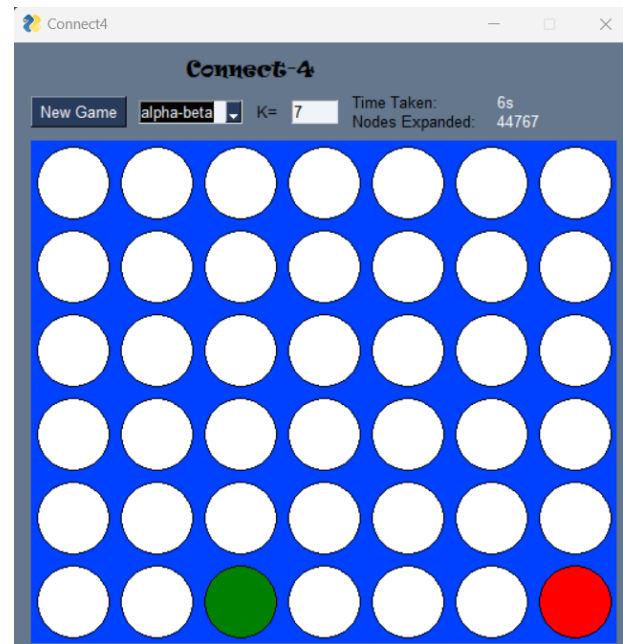 Connect4
Connect-4
New Game alpha-beta K= 7 Time Taken: 6s
Nodes Expanded: 44767